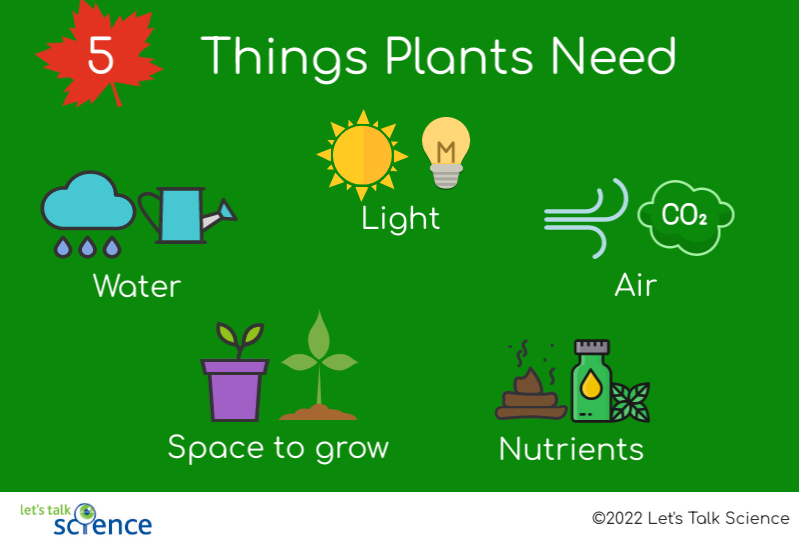 5 Things Plants Need
Light
CO₂
Water
Air
Space to grow
Nutrients
let's talk
science
©2022 Let's Talk Science